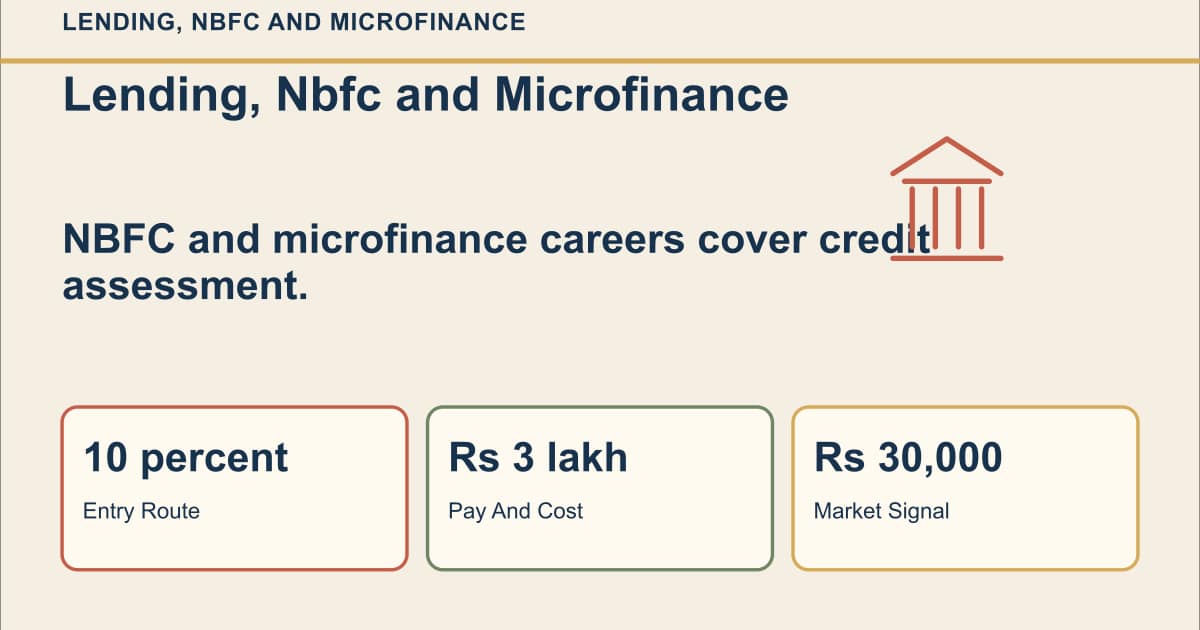 LENDING, NBFC AND MICROFINANCE
Lending, Nbfc and Microfinance
NBFC and microfinance careers cover credit
assessment.
10 percent
Entry Route
Rs 3 lakh
Pay And Cost
Rs 30,000
Market Signal